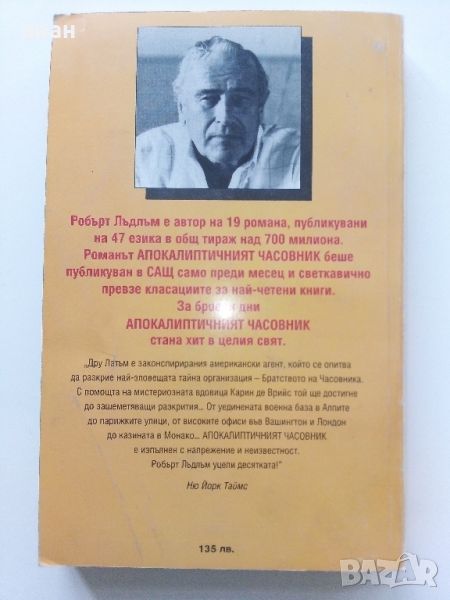 Робърт Лъдлъм е автор на 19 романа, публикувани
на 47 езика в общ тираж над 700 милиона.
Романът АПОКАЛИПТИЧНИЯТ ЧАСОВНИК беше
публикуван в САЩ само преди месец и светкавично
превзе класациите за най-четени книги.
За дни
АПОКАЛИПТИЧНИЯТ ЧАСОВНИК
стана хит в целия свят.
„Дру Латъм е законспирирания американски агент, който се опитва
да разкрие най-зловещата тайна организация – Братството на Часовника.
С помощта на мистериозната вдовица Карин де Врийс той ще достигне
до зашеметяващи разкрития... От уединената военна база в Алпите
до парижките улици, от високите офиси във Вашингтон и Лондон
до казината в Монако... АПОКАЛИПТИЧНИЯТ ЧАСОВНИК
е изпълнен с напрежение и неизвестност.
Робърт Лъдлъм уцели десятката!"
Ню Йорк Таймс
135 лв.
BAZAR